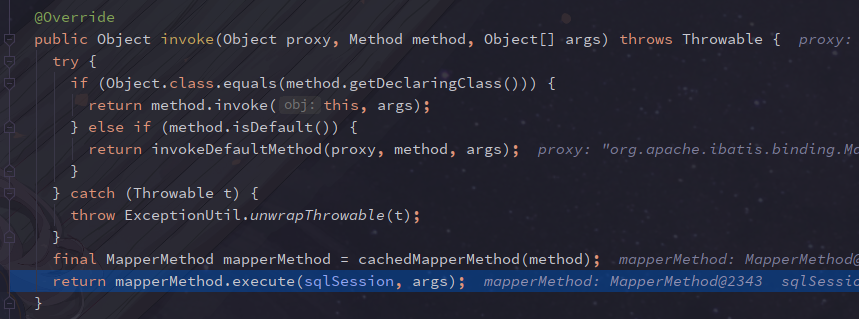 @Override
public Object invoke(Object proxy, Method method, Object[] args) throws Throwable {  proxy:
  try {
    if (Object.class.equals(method.getDeclaringClass())) {
      return method.invoke( obj: this, args);
    } else if (method.isDefault()) {
      return invokeDefaultMethod(proxy, method, args);  proxy: "org.apache.ibatis.binding.Ma
    }
  } catch (Throwable t) {
    throw ExceptionUtil.unwrapThrowable(t);
  }
  final MapperMethod mapperMethod = cachedMapperMethod(method);  mapperMethod: MapperMethod@
  return mapperMethod.execute(sqlSession, args);  mapperMethod: MapperMethod@2343  sqlSessio
}